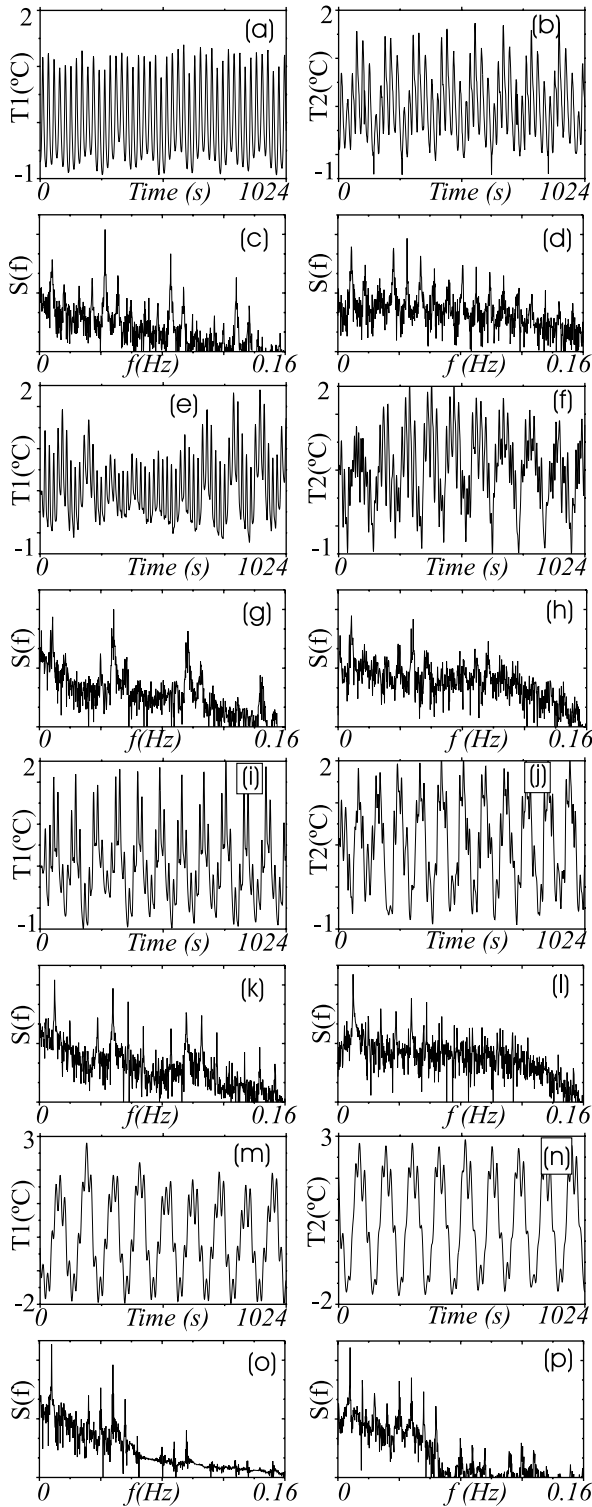 (a) (b)
2 2
T1(ºC) T2(ºC)
-1 -1
0 Time (s) 1024 0 Time (s) 1024
(c) (d)
S(f) S(f)
0 f(Hz) 0.16 0 f(Hz) 0.16
(e) (f)
2 2
T1(ºC) T2(ºC)
-1 -1
0 Time (s) 1024 0 Time (s) 1024
(g) (h)
S(f) S(f)
0 f(Hz) 0.16 0 f(Hz) 0.16
(i) (j)
2 2
T1(ºC) T2(ºC)
-1 -1
0 Time (s) 1024 0 Time (s) 1024
(k) (l)
S(f) S(f)
0 f(Hz) 0.16 0 f(Hz) 0.16
(m) (n)
3 3
T1(ºC) T2(ºC)
-2 -2
0 Time (s) 1024 0 Time (s) 1024
(o) (p)
S(f) S(f)
0 f(Hz) 0.16 0 f(Hz) 0.16